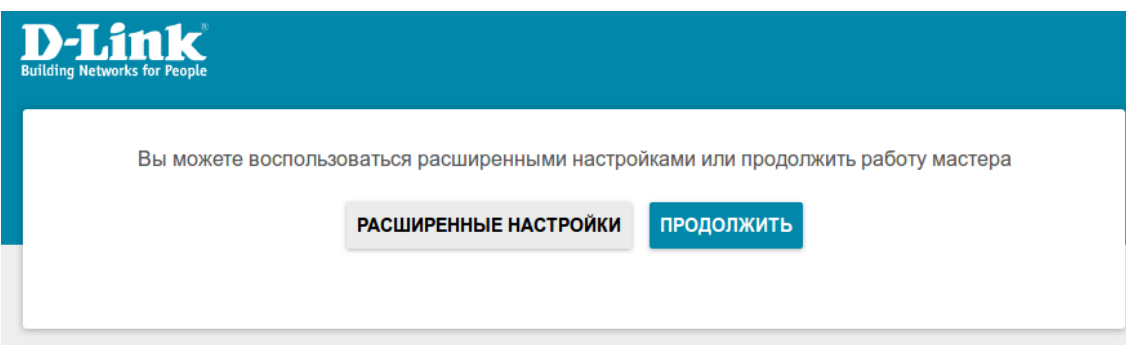 D-Link®
Building Networks for People
Вы можете воспользоваться расширенными настройками или продолжить работу мастера
РАСШИРЕННЫЕ НАСТРОЙКИ ПРОДОЛЖИТЬ